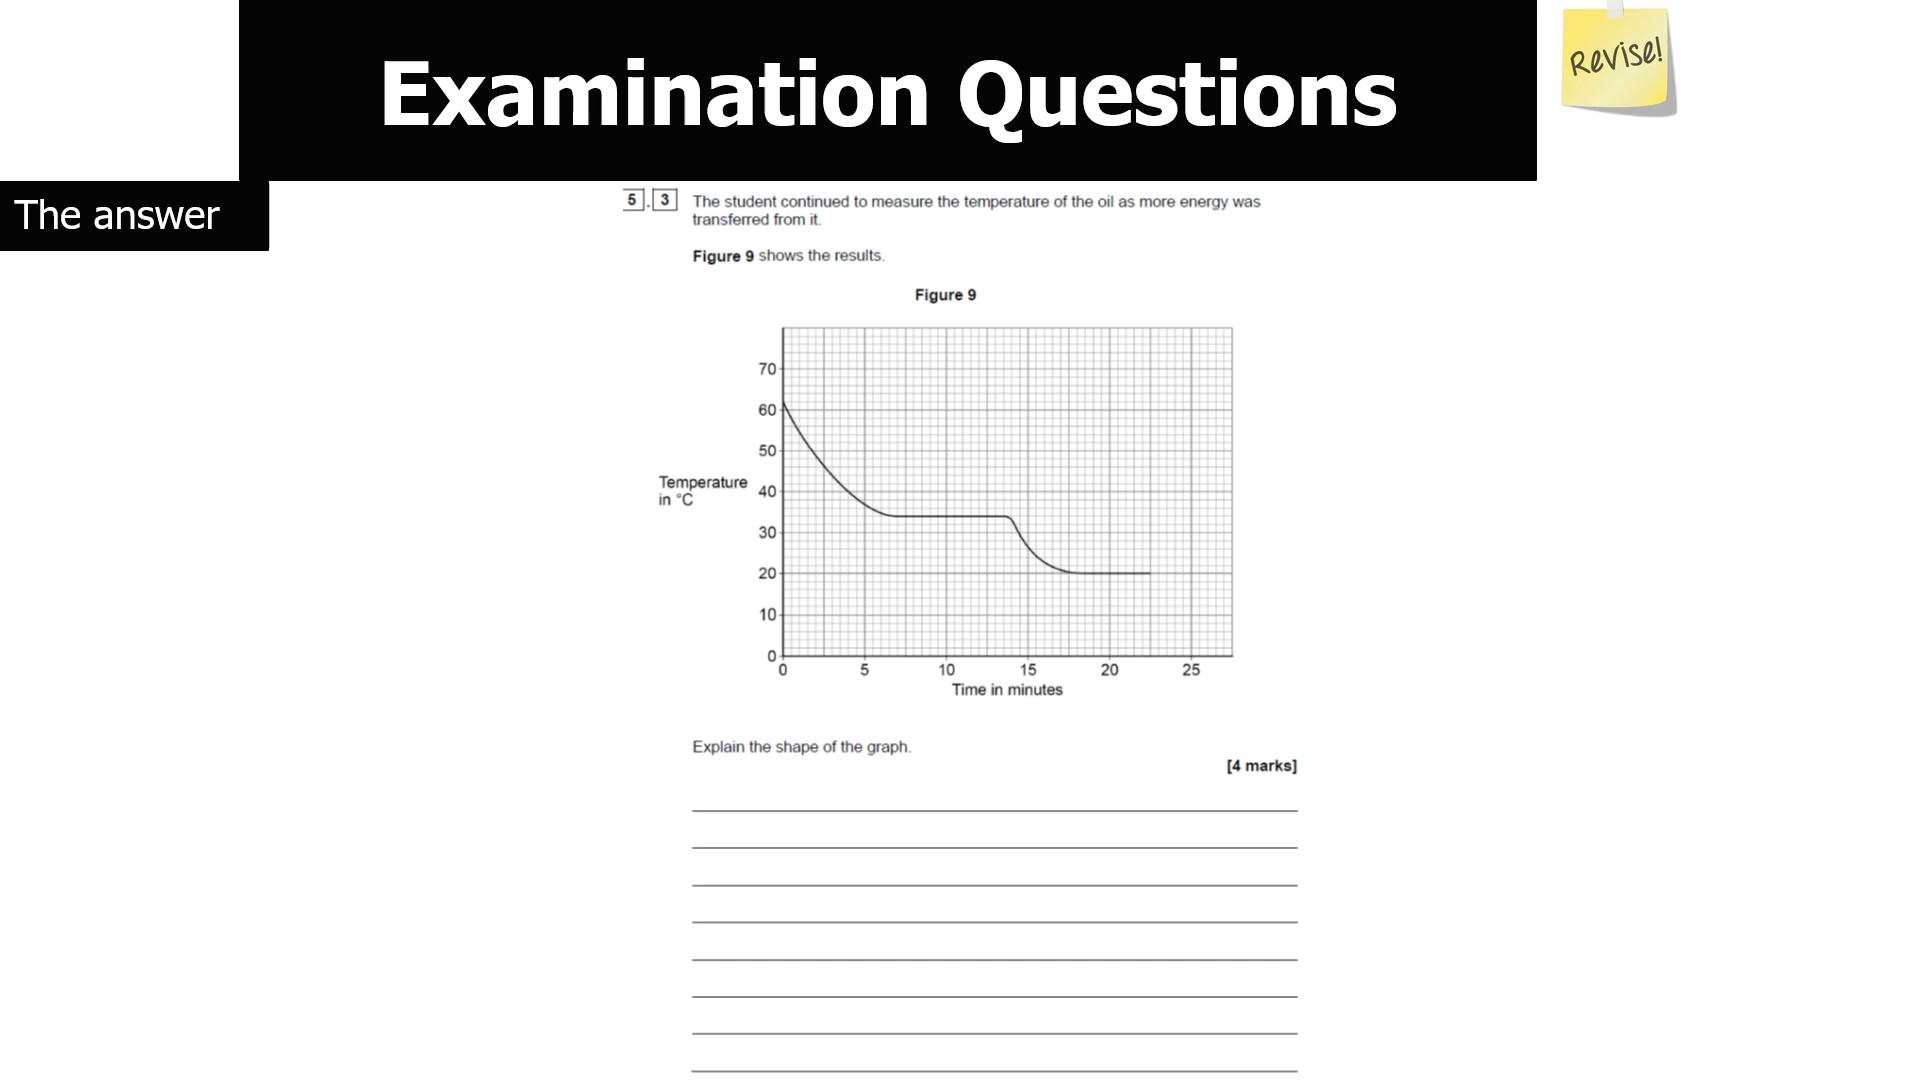 Examination Questions
Revise!
The answer
5 . 3 The student continued to measure the temperature of the oil as more energy was
transferred from it.
Figure 9 shows the results.
Figure 9
70
60
50
Temperature
in °C
40
30
20
10
0
0 5 10 15 20 25
Time in minutes
Explain the shape of the graph.
[4 marks]